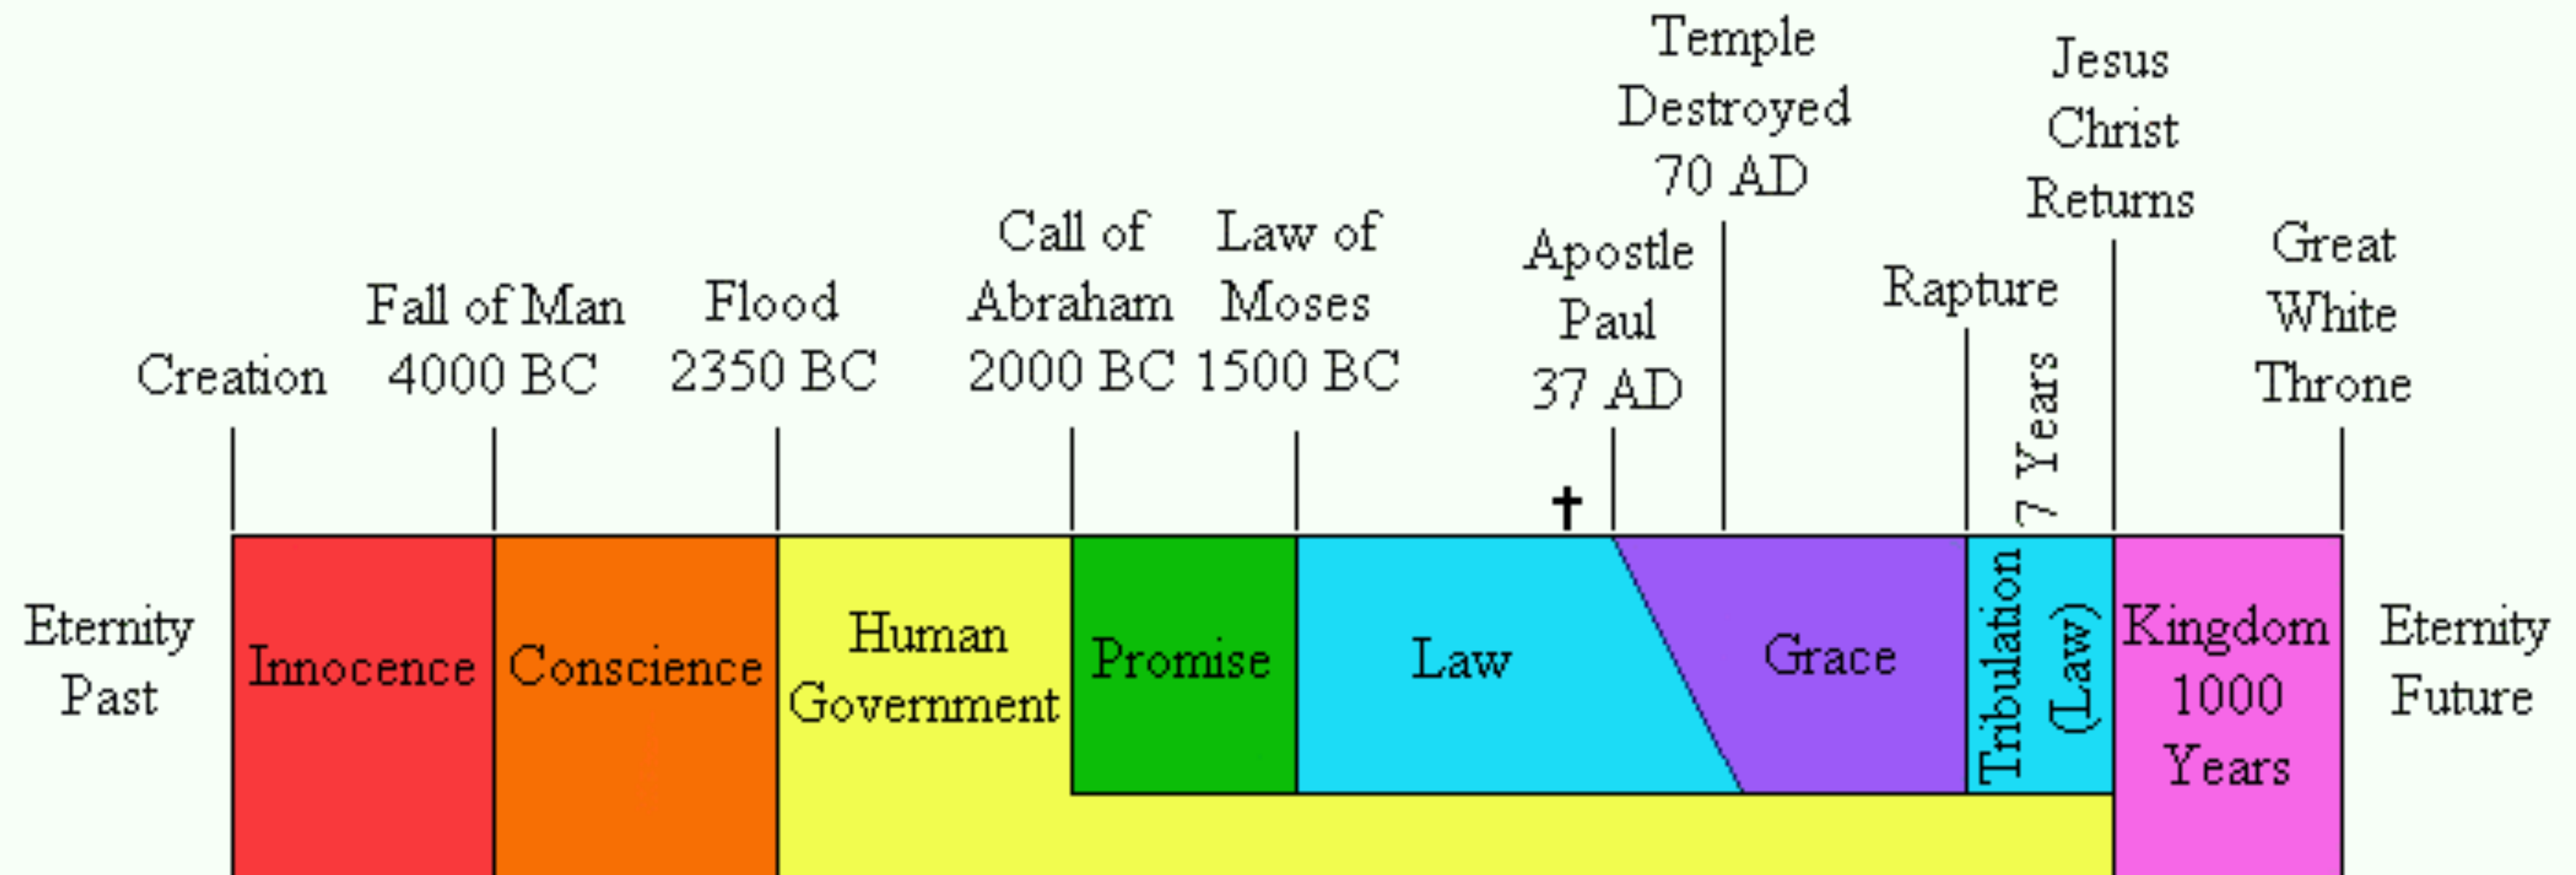 Creation
Fall of Man
4000 BC
Flood
2350 BC
Call of
Abraham
2000 BC
Law of
Moses
1500 BC
Apostle
Paul
37 AD
Temple
Destroyed
70 AD
Rapture
7 Years
Jesus
Christ
Returns
Great
White
Throne
Eternity
Past
Innocence
Conscience
Human
Government
Promise
Law
Grace
Tribulation
(Law)
Kingdom
1000
Years
Eternity
Future